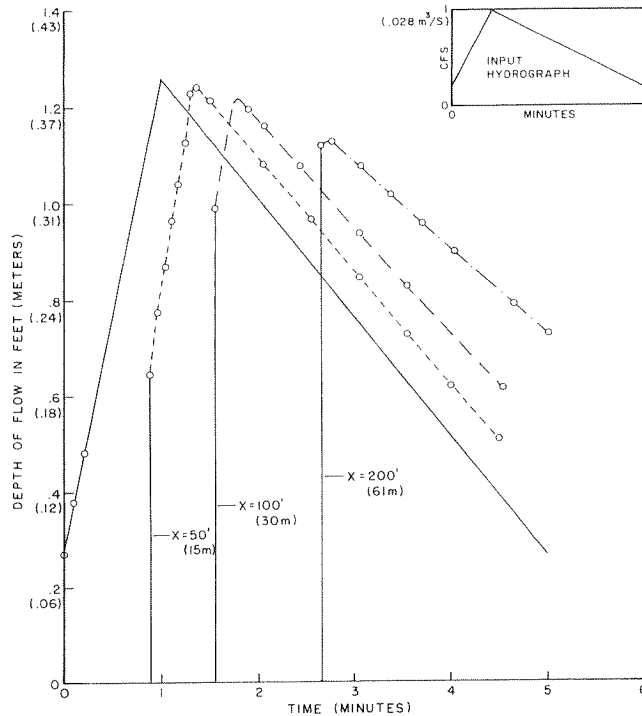 1.4
(.43)
1.2
(.37)
1.0
(.31)
.8
(.24)
.6
(.18)
.4
(.12)
.2
(.06)
0
DEPTH OF FLOW IN FEET (METERS)
1
(.028 m³/S)
CFS
0
INPUT
HYDROGRAPH
0
MINUTES
6
X=50'
(15m)
X=100'
(30m)
X=200'
(61m)
0
1
2
3
4
5
6
TIME (MINUTES)